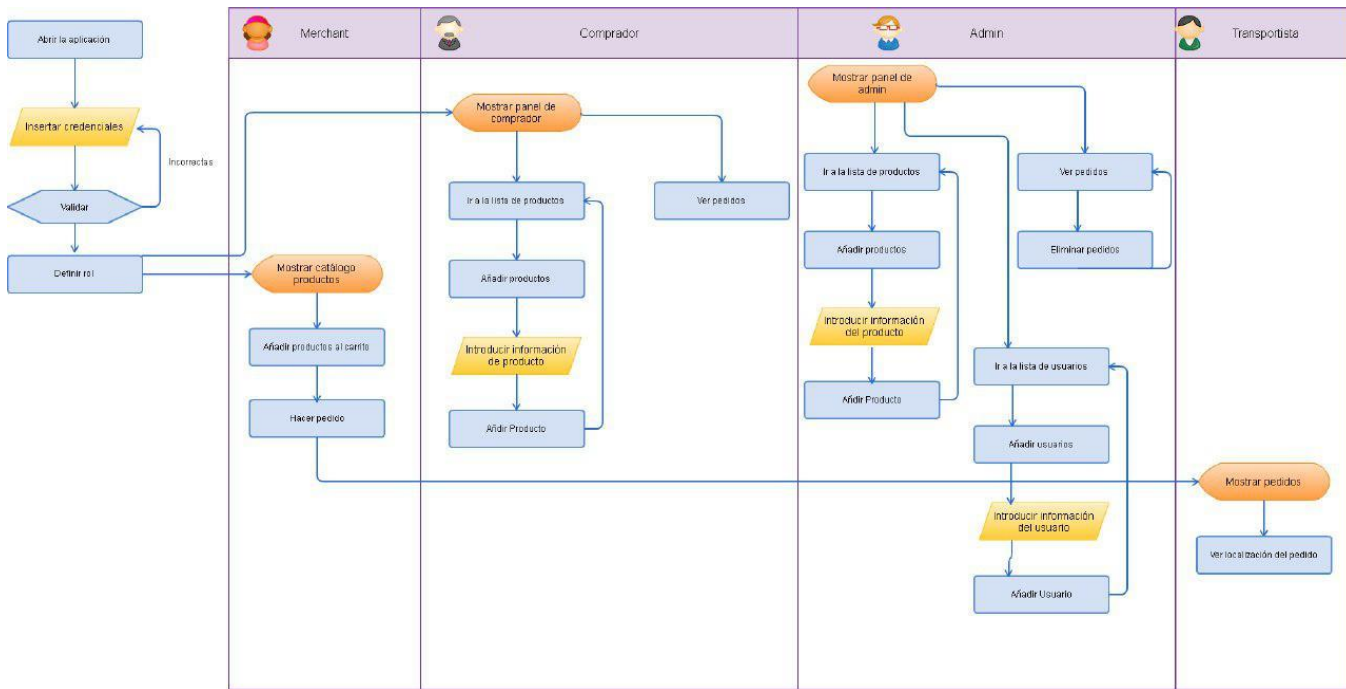 Abrir la aplicación
Insertar credenciales
Incorrectas
Validar
Definir rol
Merchant
Mostrar catálogo
productos
Añadir productos al carrito
Hacer pedido
Comprador
Mostrar panel de
comprador
Ir a la lista de productos
Añadir productos
Introducir información
de producto
Añdir Producto
Ver pedidos
Admin
Mostrar panel de
admin
Ir a la lista de productos
Añadir productos
Introducir información
del producto
Añdir Producto
Ver pedidos
Eliminar pedidos
Ir a la lista de usuarios
Añadir usuarios
Introducir información
del usuario
Añadir Usuario
Transportista
Mostrar pedidos
Ver localización del pedido